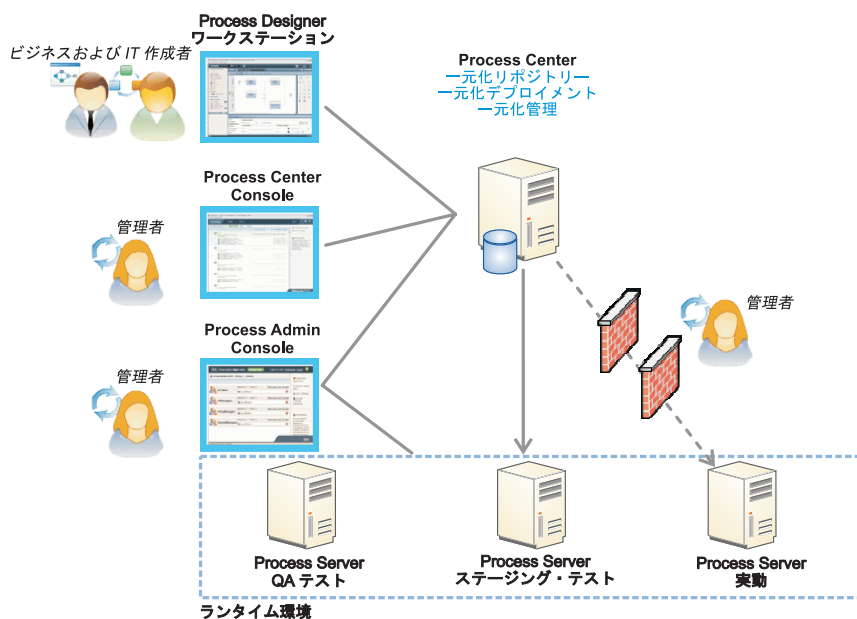 Process Designer
ワークステーション
ビジネスおよび IT 作成者
Process Center
一元化リポジトリー
一元化デプロイメント
一元化管理
Process Center
Console
管理者
Process Admin
Console
管理者
管理者
Process Server
QA テスト
Process Server
ステージング・テスト
Process Server
実動
ランタイム環境